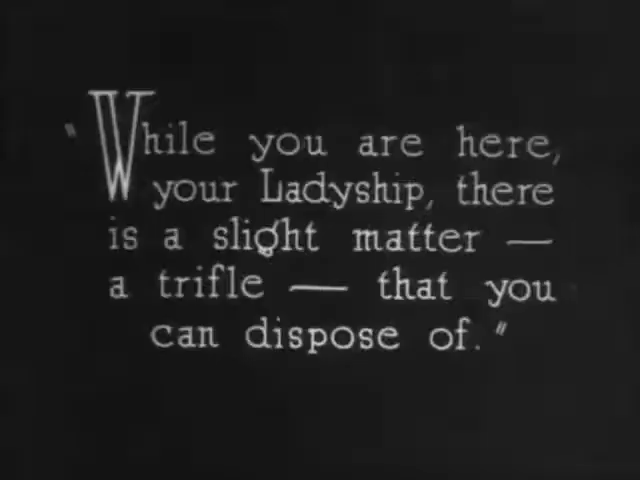 "While you are here,
your Ladyship, there
is a slight matter —
a trifle — that you
can dispose of."